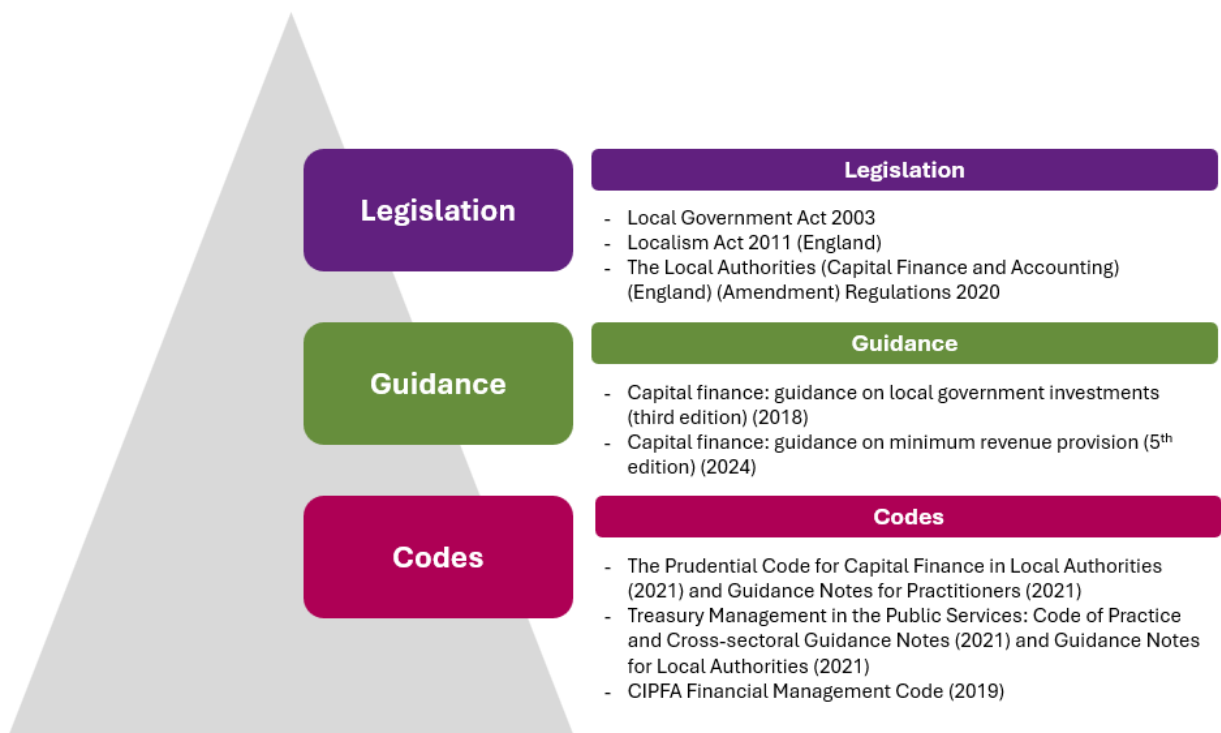 Legislation
Legislation
- Local Government Act 2003
- Localism Act 2011 (England)
- The Local Authorities (Capital Finance and Accounting)
(England) (Amendment) Regulations 2020
Guidance
Guidance
- Capital finance: guidance on local government investments
(third edition) (2018)
- Capital finance: guidance on minimum revenue provision (5th
edition) (2024)
Codes
Codes
- The Prudential Code for Capital Finance in Local Authorities
(2021) and Guidance Notes for Practitioners (2021)
- Treasury Management in the Public Services: Code of Practice
and Cross-sectoral Guidance Notes (2021) and Guidance Notes
for Local Authorities (2021)
- CIPFA Financial Management Code (2019)